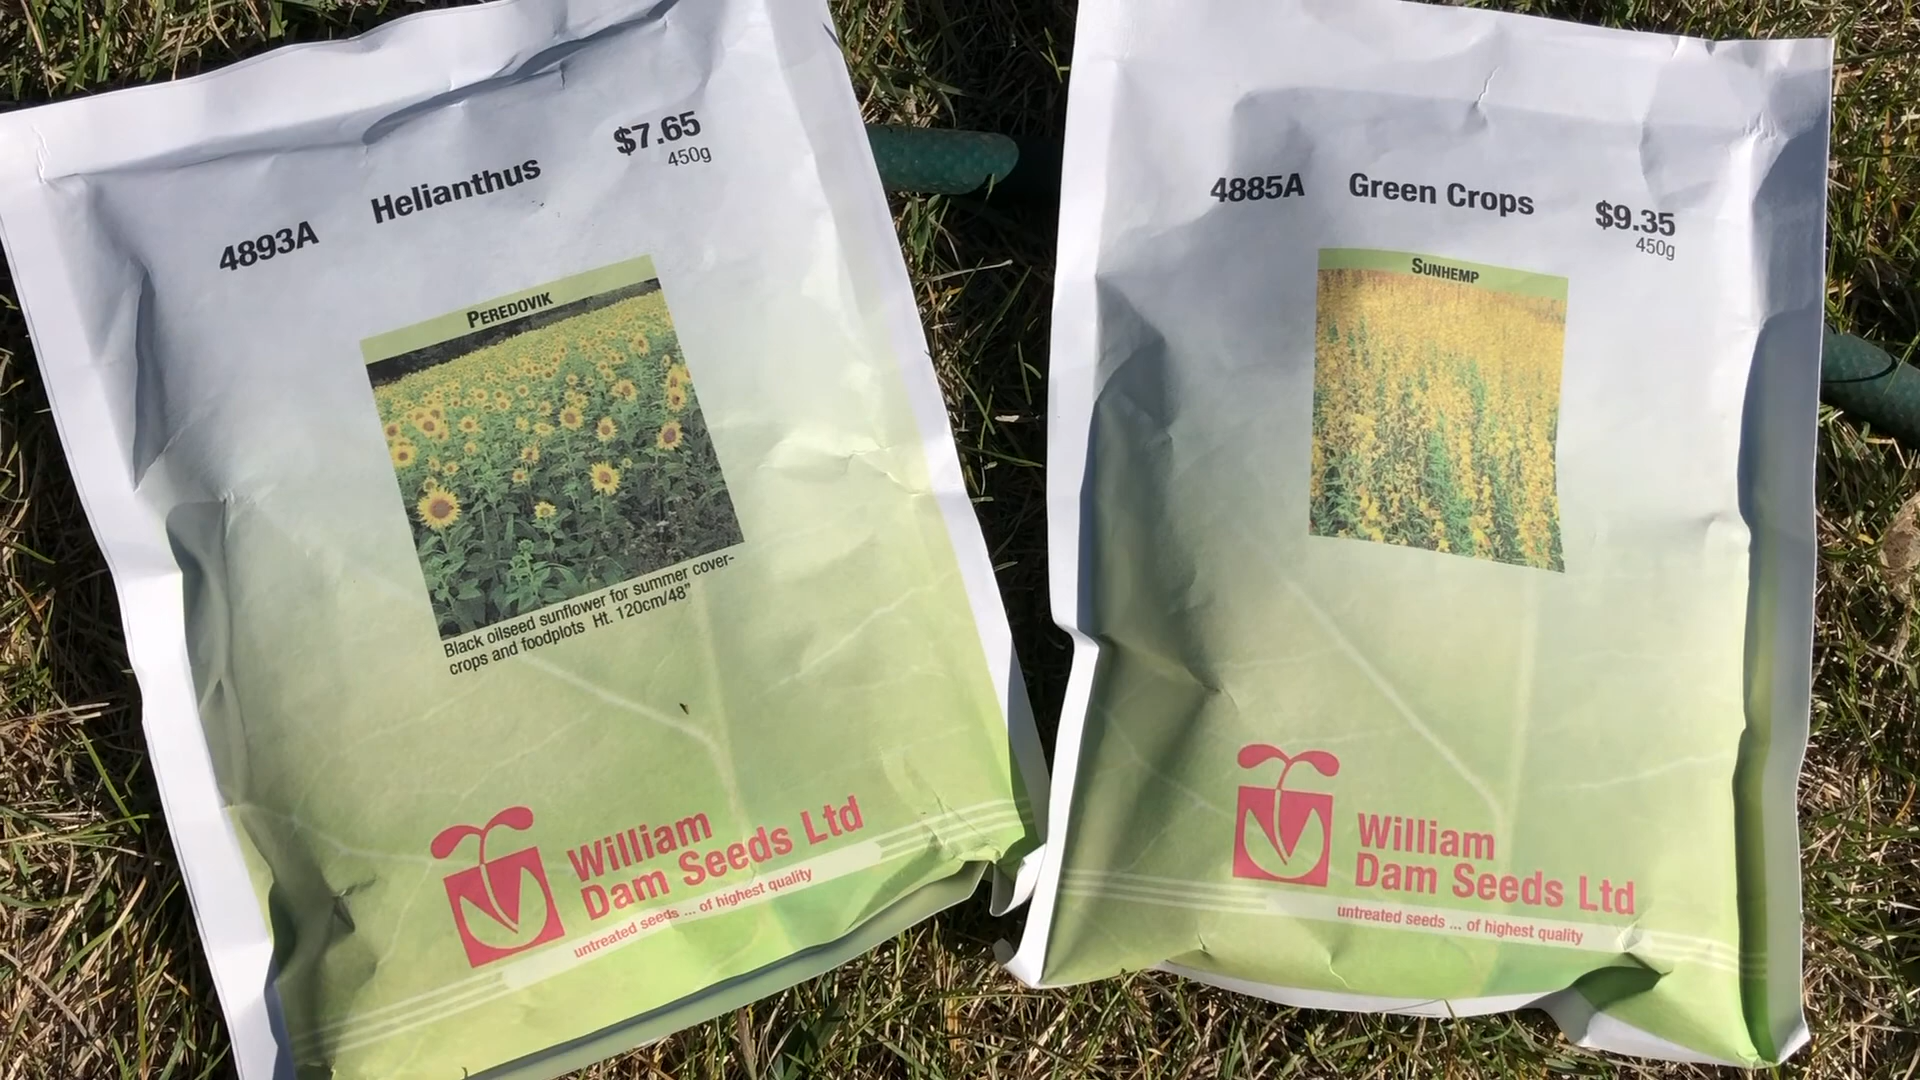 4893A Helianthus $7.65
450g
PEREDOVIK
Black oilseed sunflower for summer cover-
crops and foodplots Ht. 120cm/48"
William
Dam Seeds Ltd
untreated seeds ... of highest quality
4885A Green Crops $9.35
450g
SUNHEMP
William
Dam Seeds Ltd
untreated seeds ... of highest quality